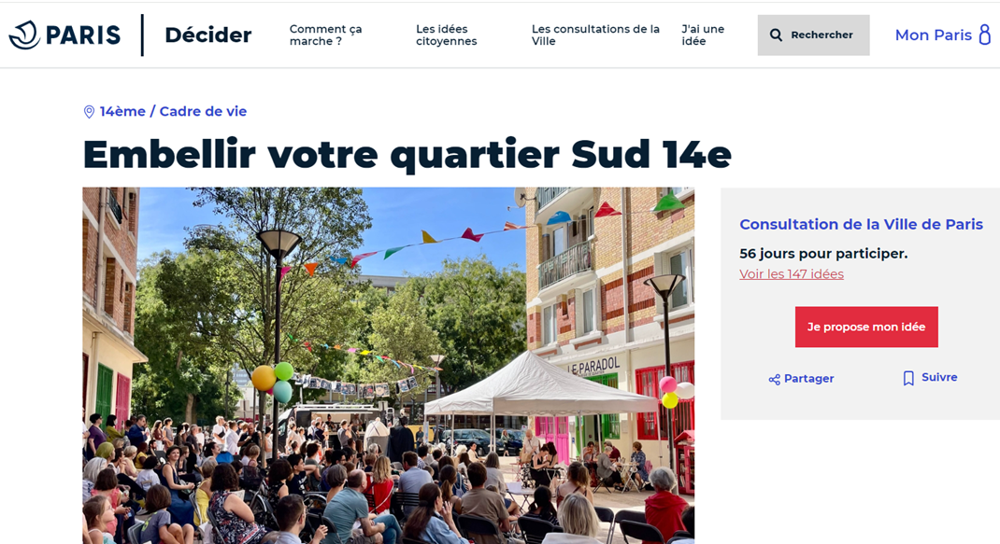 PARIS
Décider
Comment ça
marche ?
Les idées
citoyennes
Les consultations de la
Ville
J'ai une
idée
Rechercher
Mon Paris
14ème / Cadre de vie
Embellir votre quartier Sud 14e
LE PARADOL
Consultation de la Ville de Paris
56 jours pour participer.
Voir les 147 idées
Je propose mon idée
Partager
Suivre